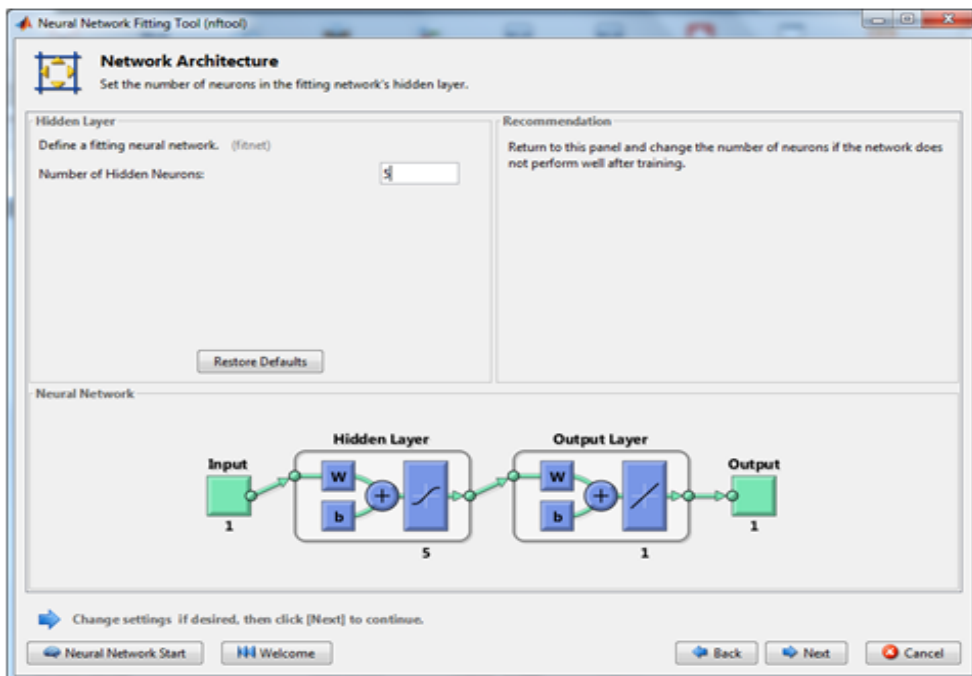 Neural Network Fitting Tool (nftool)
Network Architecture
Set the number of neurons in the fitting network's hidden layer.
Hidden Layer
Define a fitting neural network. (fitnet)
Number of Hidden Neurons: 5
Restore Defaults
Recommendation
Return to this panel and change the number of neurons if the network does
not perform well after training.
Neural Network
Hidden Layer
Output Layer
Input
Output
W
b
W
b
1
5
1
1
Change settings if desired, then click [Next] to continue.
Neural Network Start
Welcome
Back
Next
Cancel